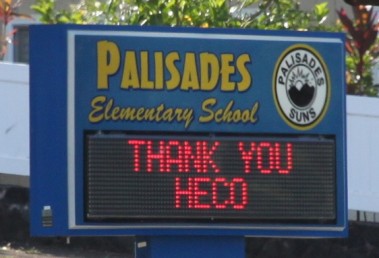 PALISADES
Elementary School
PALISADES
SUNS
THANK YOU
HECO